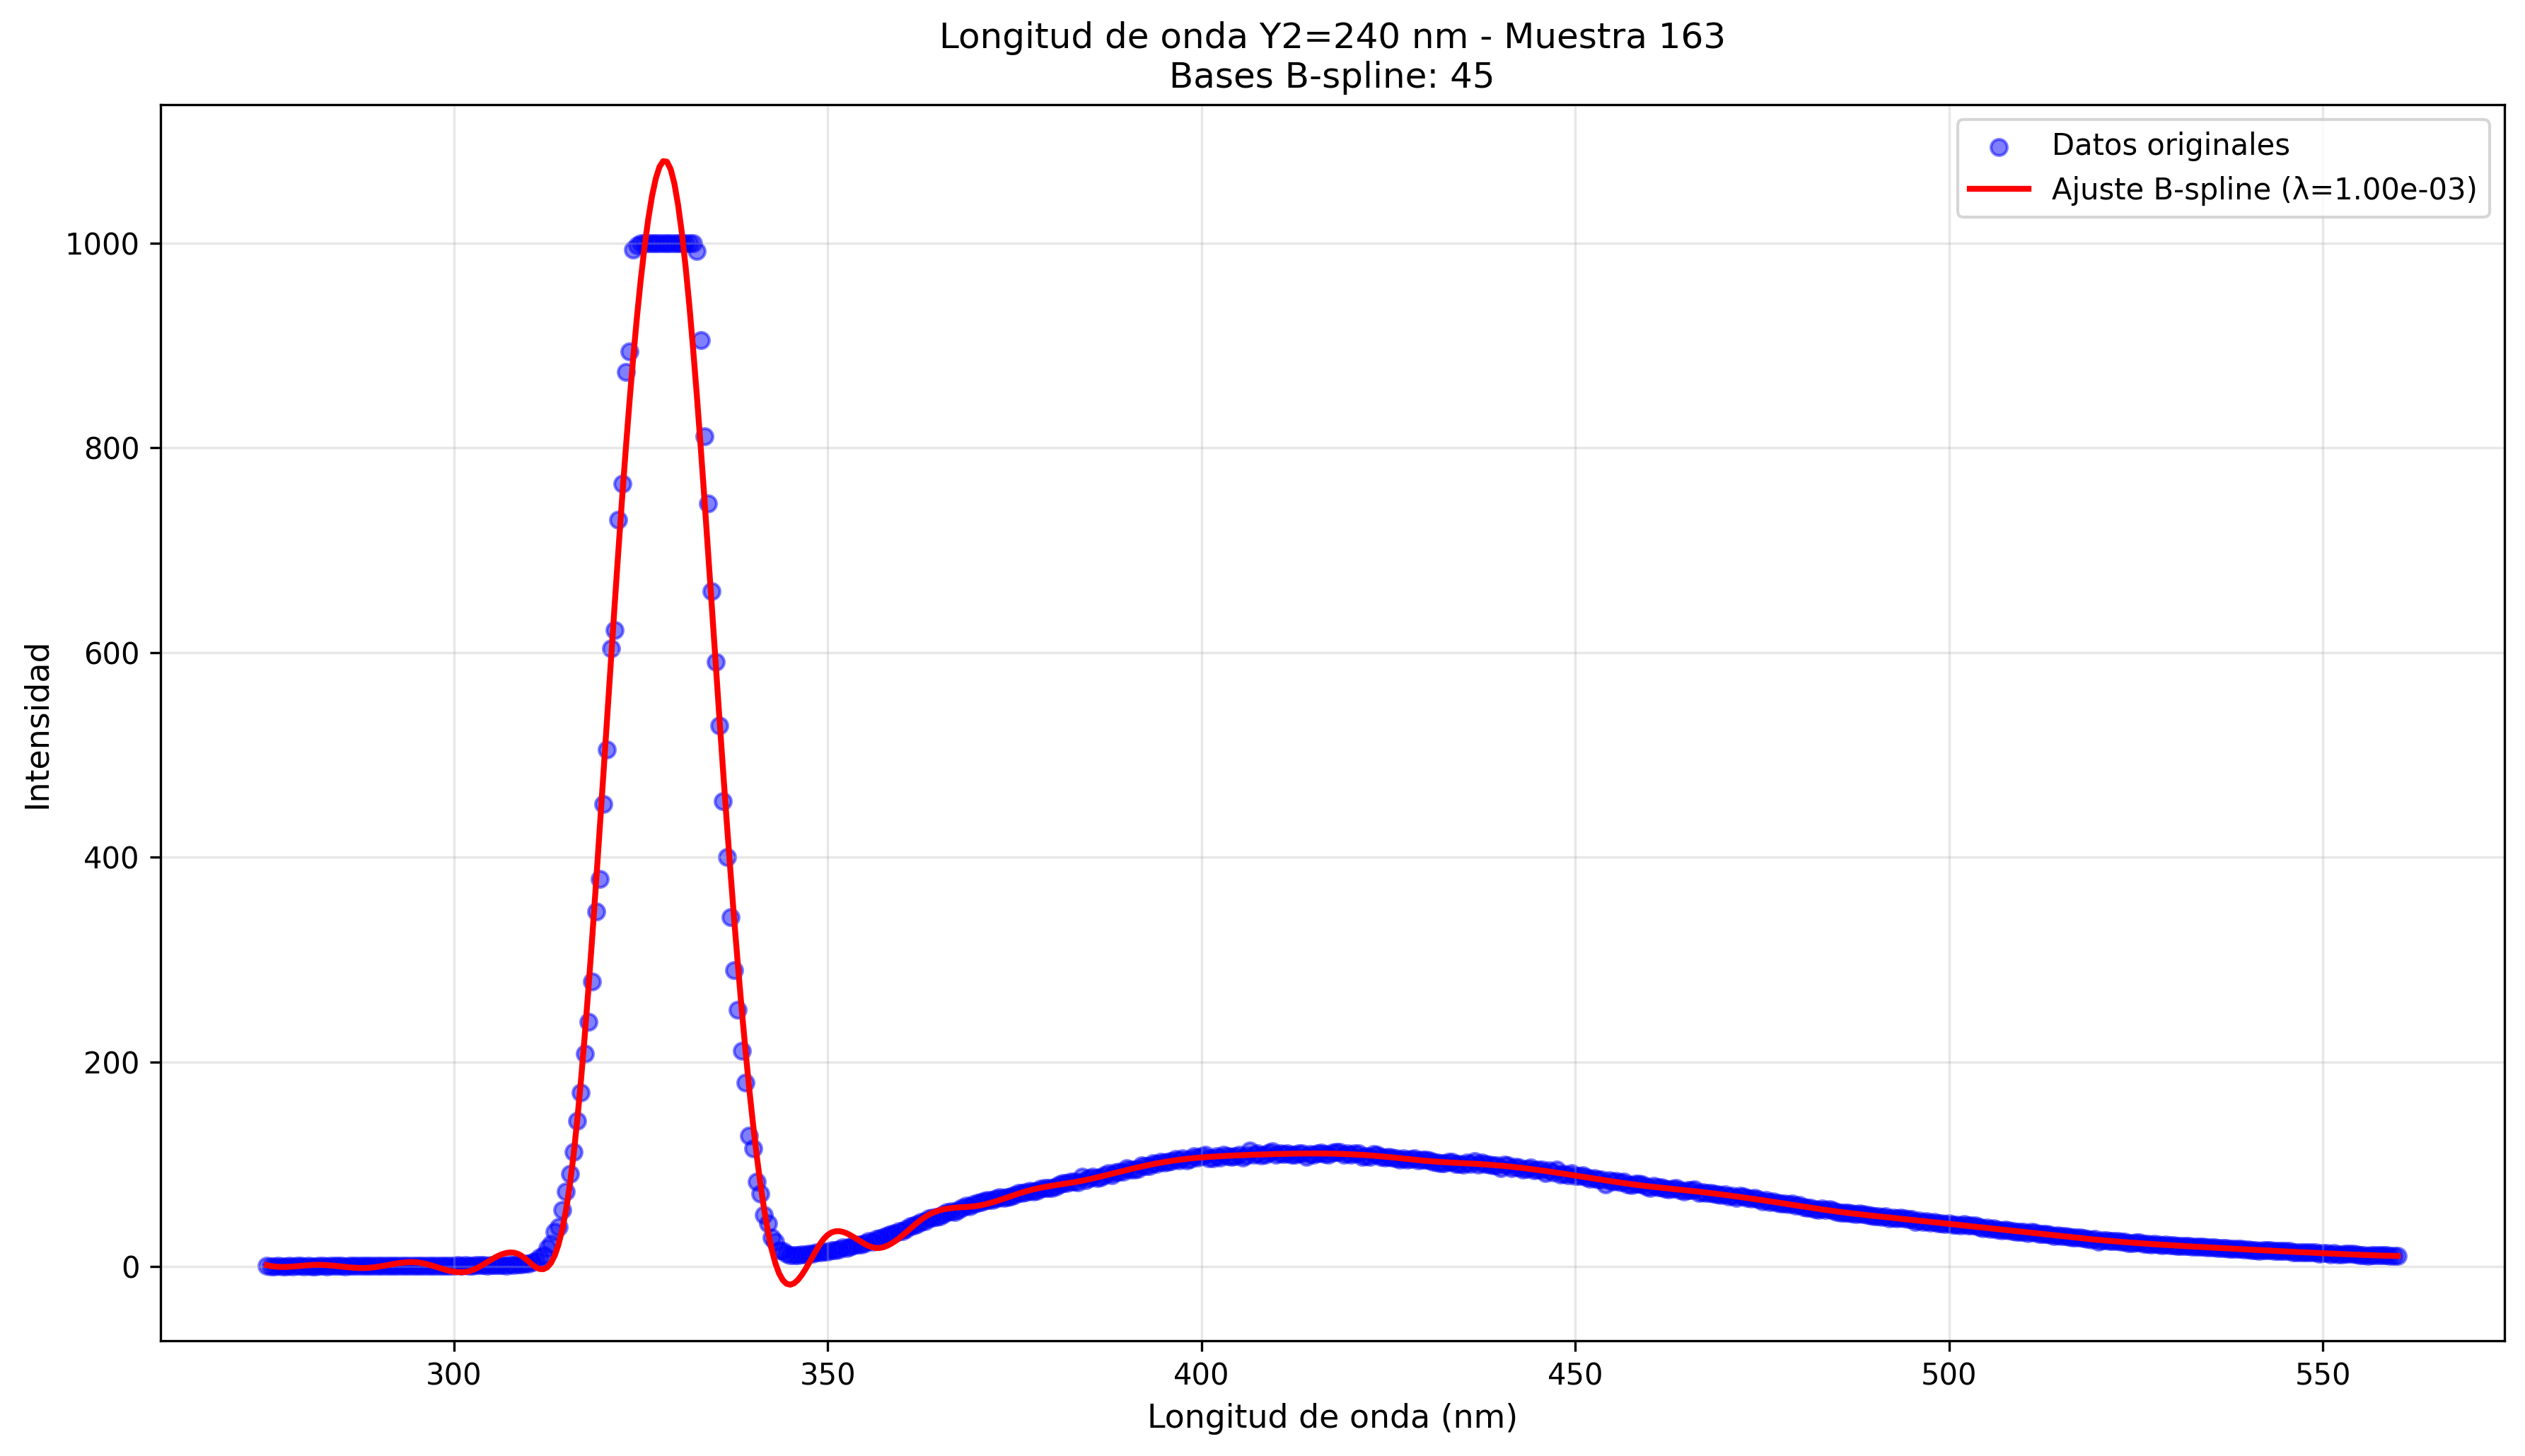 Longitud de onda Y2=240 nm - Muestra 163
Bases B-spline: 45
Datos originales
Ajuste B-spline (λ=1.00e-03)
Intensidad
1000
800
600
400
200
0
300
350
400
450
500
550
Longitud de onda (nm)